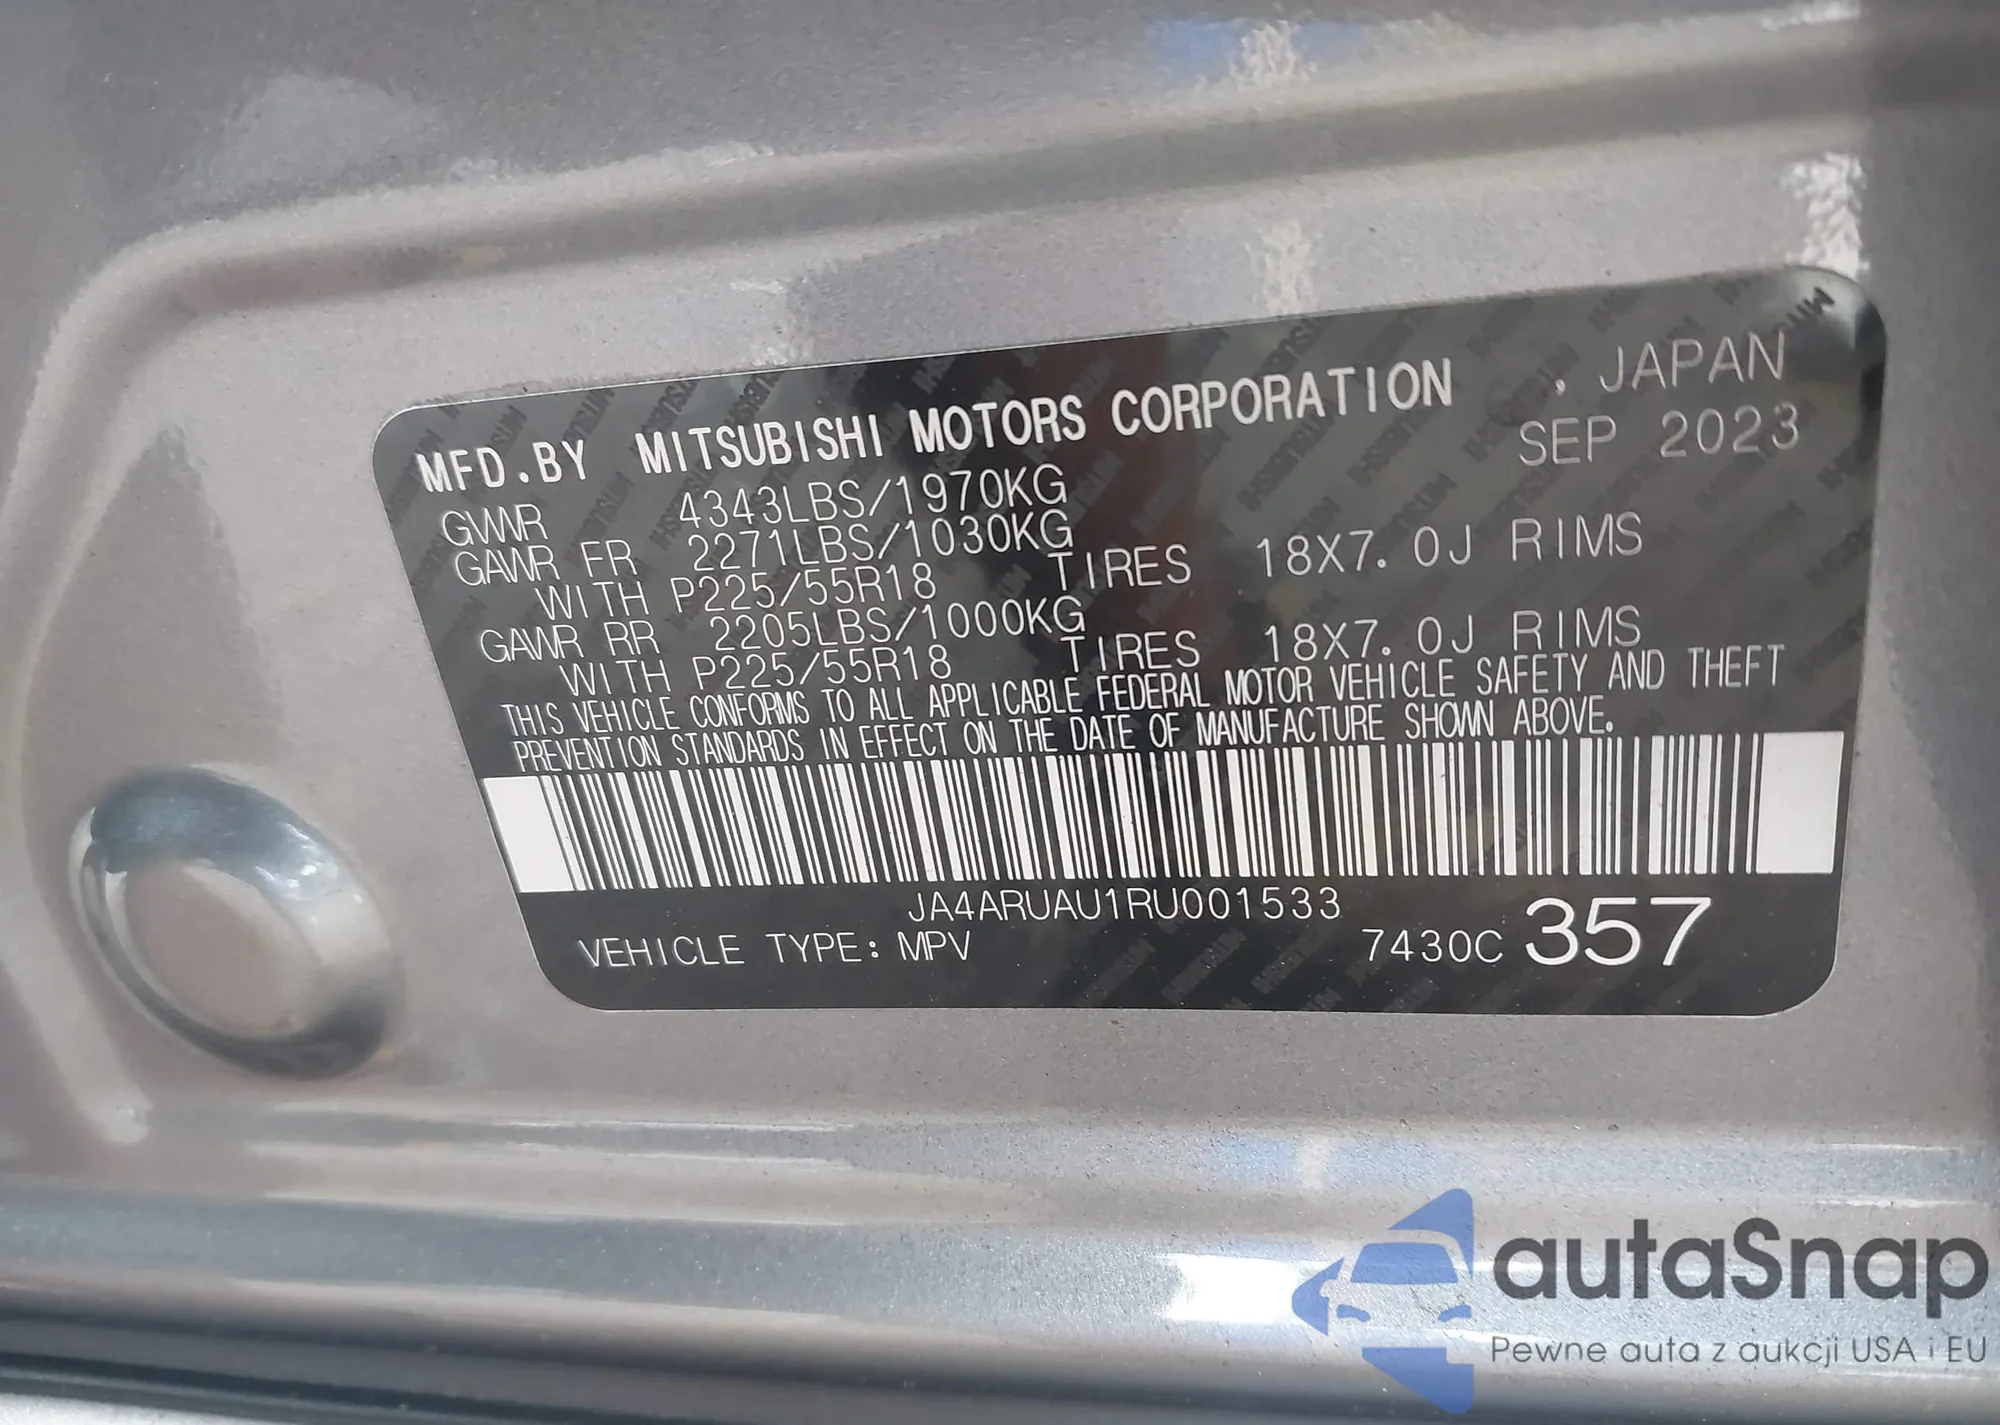 MFD.BY MITSUBISHI MOTORS CORPORATION , JAPAN
SEP 2023
GVWR 4343LBS/1970KG
GAWR FR 2271LBS/1030KG
WITH P225/55R18 TIRES 18X7.0J RIMS
GAWR RR 2205LBS/1000KG
WITH P225/55R18 TIRES 18X7.0J RIMS
THIS VEHICLE CONFORMS TO ALL APPLICABLE FEDERAL MOTOR VEHICLE SAFETY AND THEFT
PREVENTION STANDARDS IN EFFECT ON THE DATE OF MANUFACTURE SHOWN ABOVE.
JA4ARUAU1RU001533
VEHICLE TYPE: MPV 7430C 357
autaSnap
Pewne auta z aukcji USA i EU